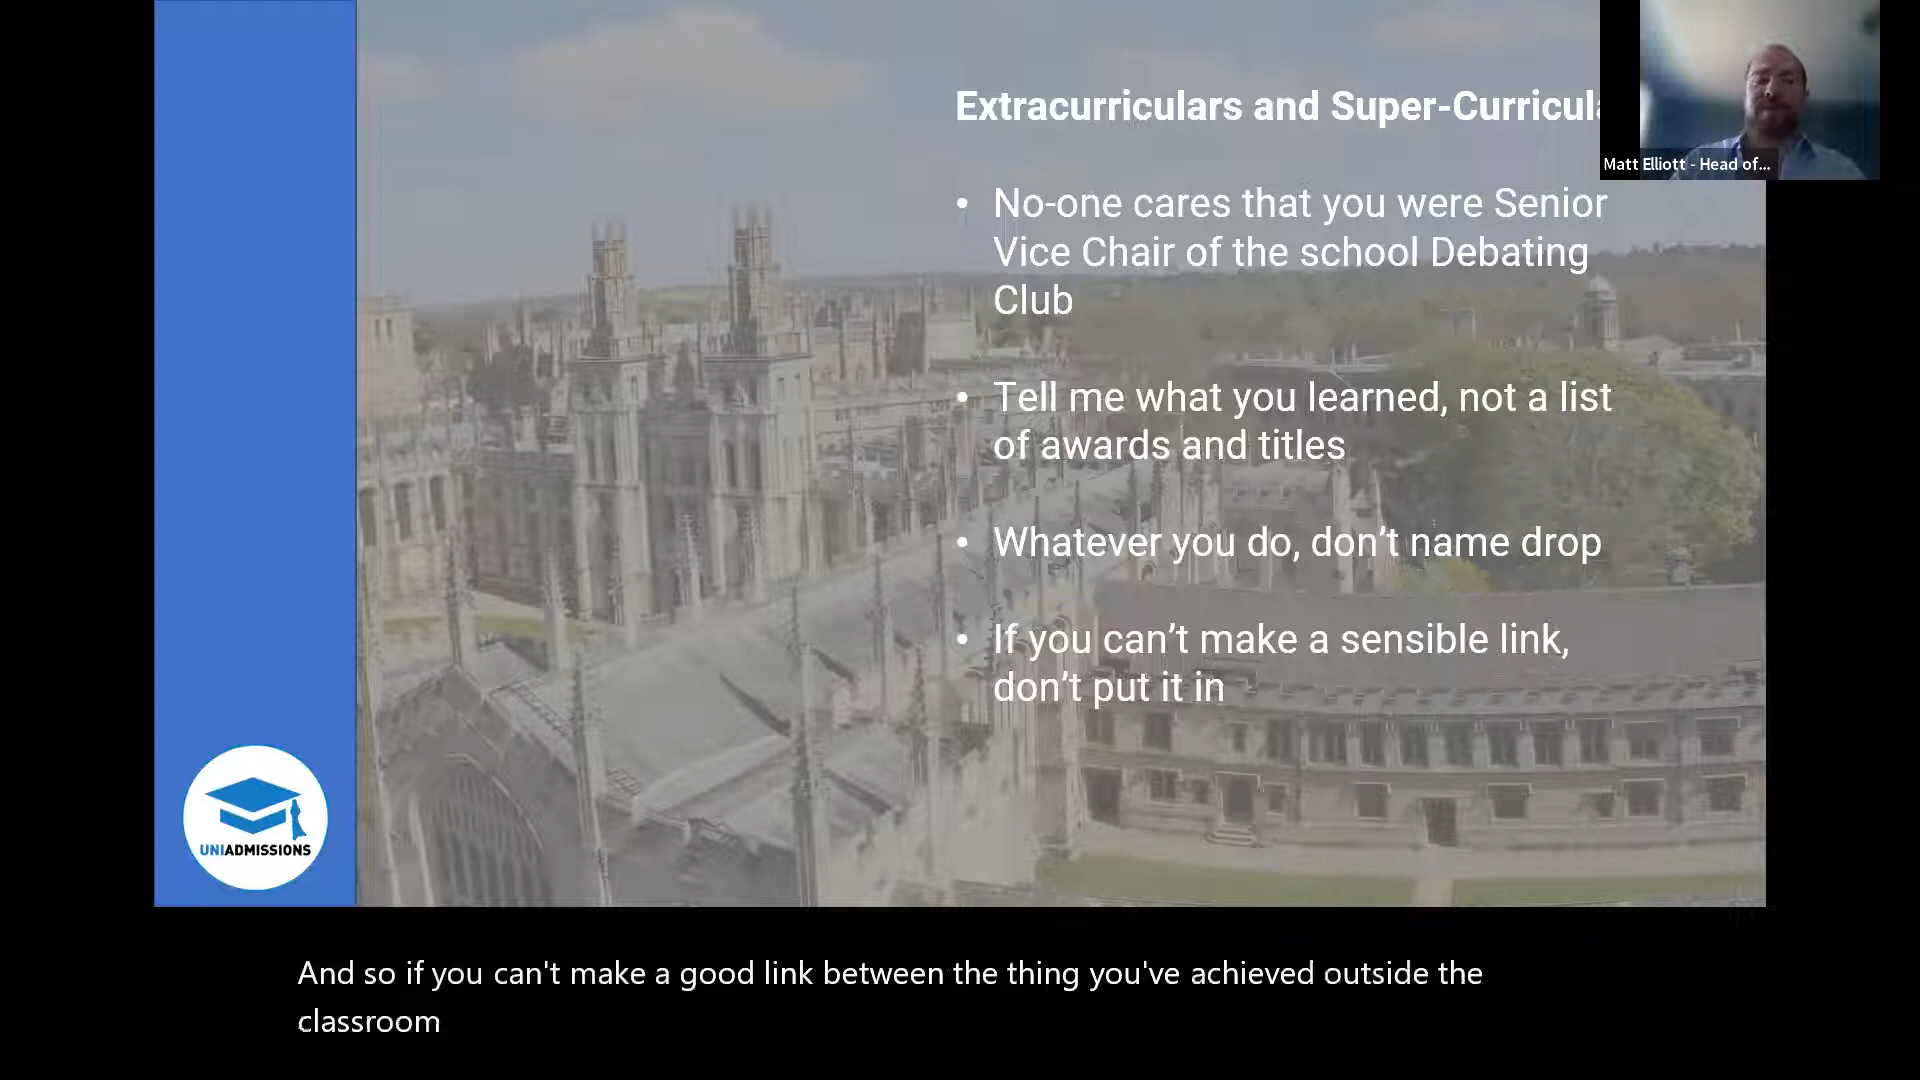 Extracurriculars and Super-Curricula
Matt Elliott - Head of...
• No-one cares that you were Senior
Vice Chair of the school Debating
Club
• Tell me what you learned, not a list
of awards and titles
• Whatever you do, don’t name drop
• If you can’t make a sensible link,
don’t put it in
UNIADMISSIONS
And so if you can't make a good link between the thing you've achieved outside the
classroom